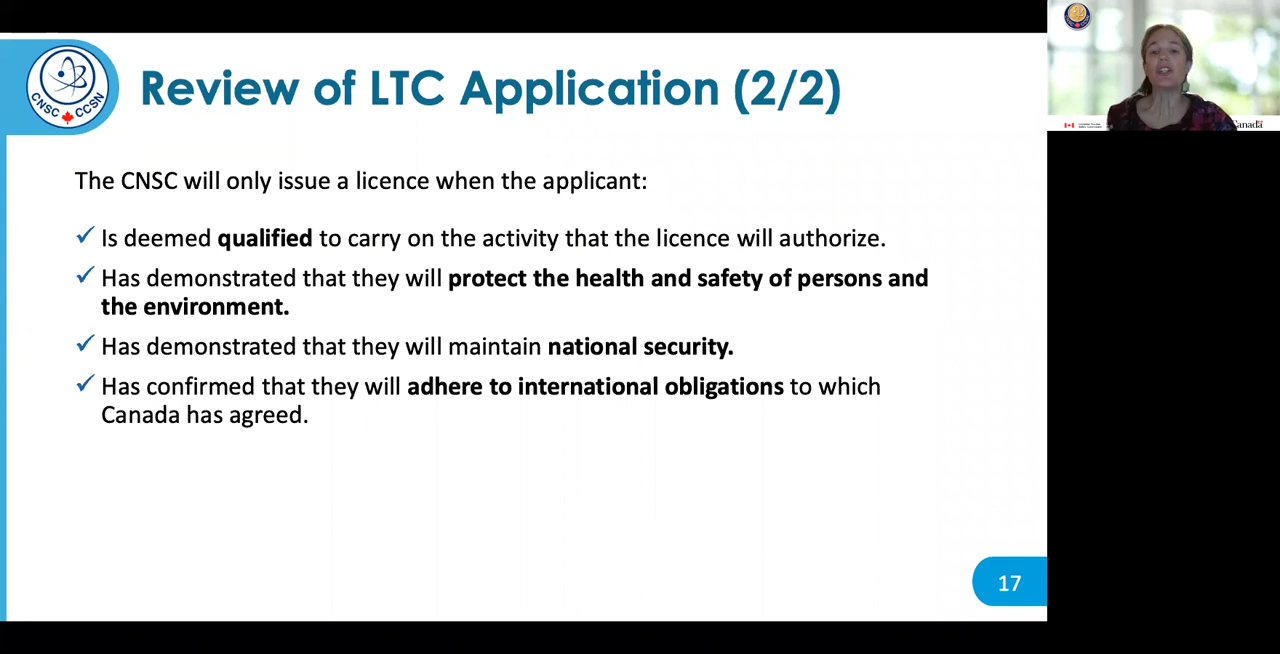 Review of LTC Application (2/2)
CNSC CCSN
The CNSC will only issue a licence when the applicant:
✓ Is deemed qualified to carry on the activity that the licence will authorize.
✓ Has demonstrated that they will protect the health and safety of persons and
the environment.
✓ Has demonstrated that they will maintain national security.
✓ Has confirmed that they will adhere to international obligations to which
Canada has agreed.
17